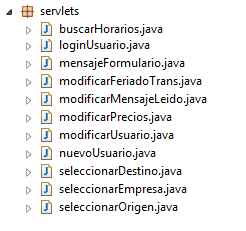 servlets
buscarHorarios.java
loginUsuario.java
mensajeFormulario.java
modificarFeriadoTrans.java
modificarMensajeLeido.java
modificarPrecios.java
modificarUsuario.java
nuevoUsuario.java
seleccionarDestino.java
seleccionarEmpresa.java
seleccionarOrigen.java